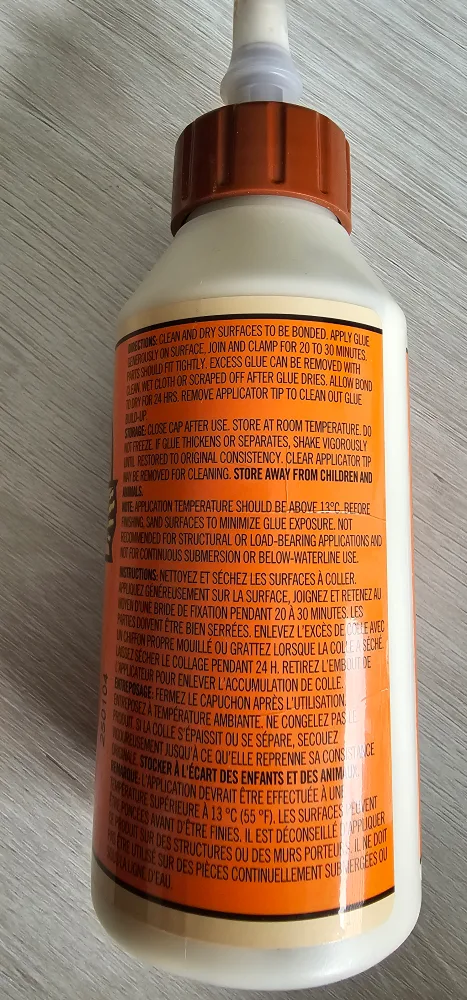 DIRECTIONS: CLEAN AND DRY SURFACES TO BE BONDED. APPLY GLUE
GENEROUSLY ON SURFACE, JOIN AND CLAMP FOR 20 TO 30 MINUTES.
PARTS SHOULD FIT TIGHTLY. EXCESS GLUE CAN BE REMOVED WITH
CLEAN, WET CLOTH OR SCRAPED OFF AFTER GLUE DRIES. ALLOW BOND
TO DRY FOR 24 HRS. REMOVE APPLICATOR TIP TO CLEAN OUT GLUE
BUILD-UP
STORAGE: CLOSE CAP AFTER USE. STORE AT ROOM TEMPERATURE. DO
NOT FREEZE. IF GLUE THICKENS OR SEPARATES, SHAKE VIGOROUSLY
UNTIL RESTORED TO ORIGINAL CONSISTENCY. CLEAR APPLICATOR TIP
MAY BE REMOVED FOR CLEANING. STORE AWAY FROM CHILDREN AND
ANIMALS.
NOTE: APPLICATION TEMPERATURE SHOULD BE ABOVE 13°C. BEFORE
FINISHING, SAND SURFACES TO MINIMIZE GLUE EXPOSURE. NOT
RECOMMENDED FOR STRUCTURAL OR LOAD-BEARING APPLICATIONS AND
NOT FOR CONTINUOUS SUBMERSION OR BELOW-WATERLINE USE.
INSTRUCTIONS: NETTOYEZ ET SÉCHEZ LES SURFACES À COLLER.
APPLIQUEZ GÉNÉREUSEMENT SUR LA SURFACE, JOIGNEZ ET RETENEZ AU
MOYEN D'UNE BRIDE DE FIXATION PENDANT 20 À 30 MINUTES. LES
PARTIES DOIVENT ÊTRE BIEN SERRÉES. ENLEVEZ L'EXCÈS DE COLLE AVEC
UN CHIFFON PROPRE MOUILLÉ OU GRATTEZ LORSQUE LA COLLE A SÉCHÉ.
LAISSEZ SÉCHER LE COLLAGE PENDANT 24 H. RETIREZ L'EMBOUT DE
L'APPLICATEUR POUR ENLEVER L'ACCUMULATION DE COLLE.
ENTREPOSAGE: FERMEZ LE CAPUCHON APRÈS L'UTILISATION.
ENTREPOSEZ À TEMPÉRATURE AMBIANTE. NE CONGELEZ PAS LE
PRODUIT. SI LA COLLE S'ÉPAISSIT OU SE SÉPARE, SECOUEZ
VIGOUREUSEMENT JUSQU'À CE QU'ELLE REPRENNE SA CONSISTANCE
ORIGINALE. STOCKER À L'ÉCART DES ENFANTS ET DES ANIMAUX.
REMARQUE: L'APPLICATION DEVRAIT ÊTRE EFFECTUÉE À UNE
TEMPÉRATURE SUPÉRIEURE À 13 °C (55 °F). LES SURFACES PEUVENT
ÊTRE PONCÉES AVANT D'ÊTRE FINIES. IL EST DÉCONSEILLÉ D'APPLIQUER
CE PRODUIT SUR DES STRUCTURES OU DES MURS PORTEURS. IL NE DOIT
PAS ÊTRE UTILISÉ SUR DES PIÈCES CONTINUELLEMENT SUBMERGÉES OU
SOUS LA LIGNE D'EAU.
250104